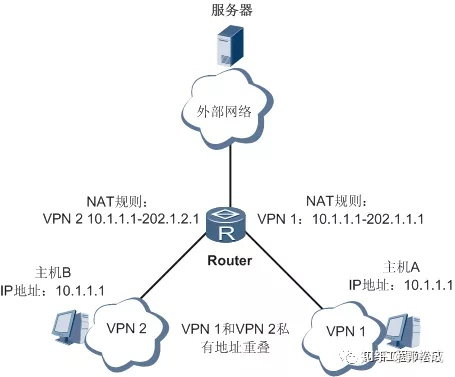 服务器
外部网络
NAT规则:
VPN 2 10.1.1.1-202.1.2.1
NAT规则:
VPN 1: 10.1.1.1-202.1.1.1
R
Router
主机B
IP地址: 10.1.1.1
主机A
IP地址: 10.1.1.1
VPN 2
VPN 1和VPN 2私
有地址重叠
VPN 1